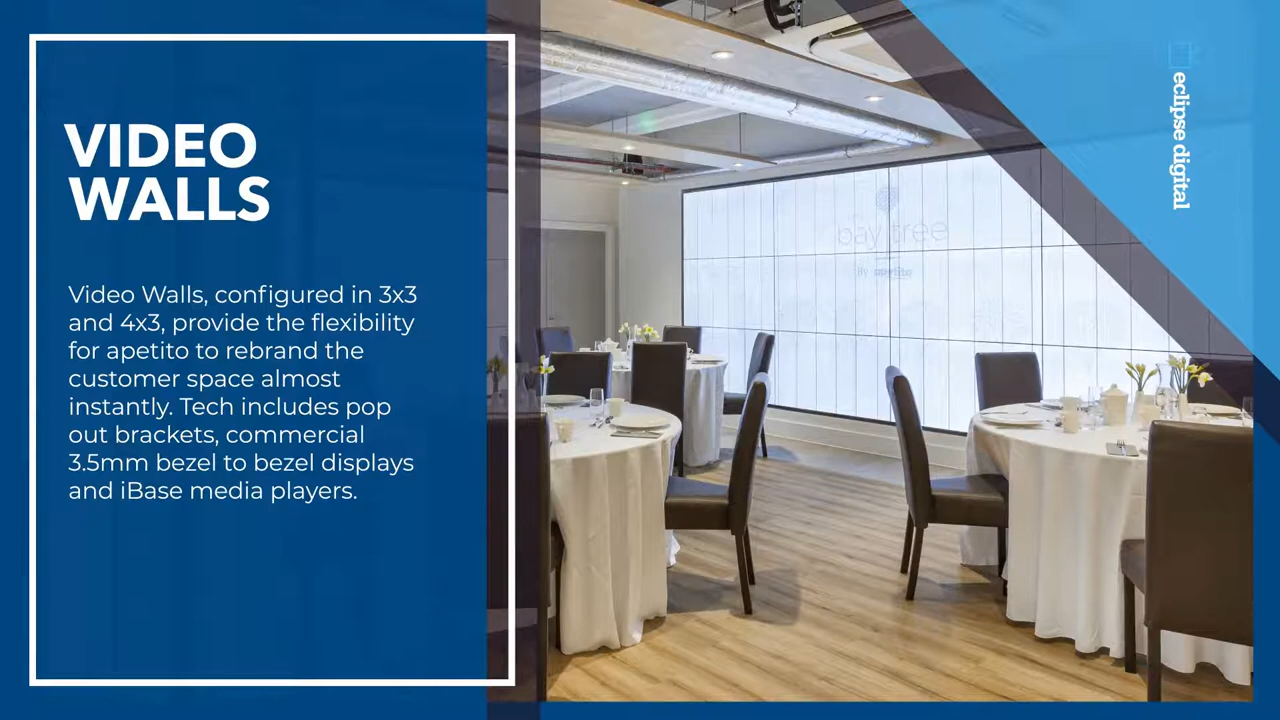 VIDEO
WALLS
Video Walls, configured in 3x3
and 4x3, provide the flexibility
for apetito to rebrand the
customer space almost
instantly. Tech includes pop
out brackets, commercial
3.5mm bezel to bezel displays
and iBase media players.
bay tree
By apetito
eclipse digital